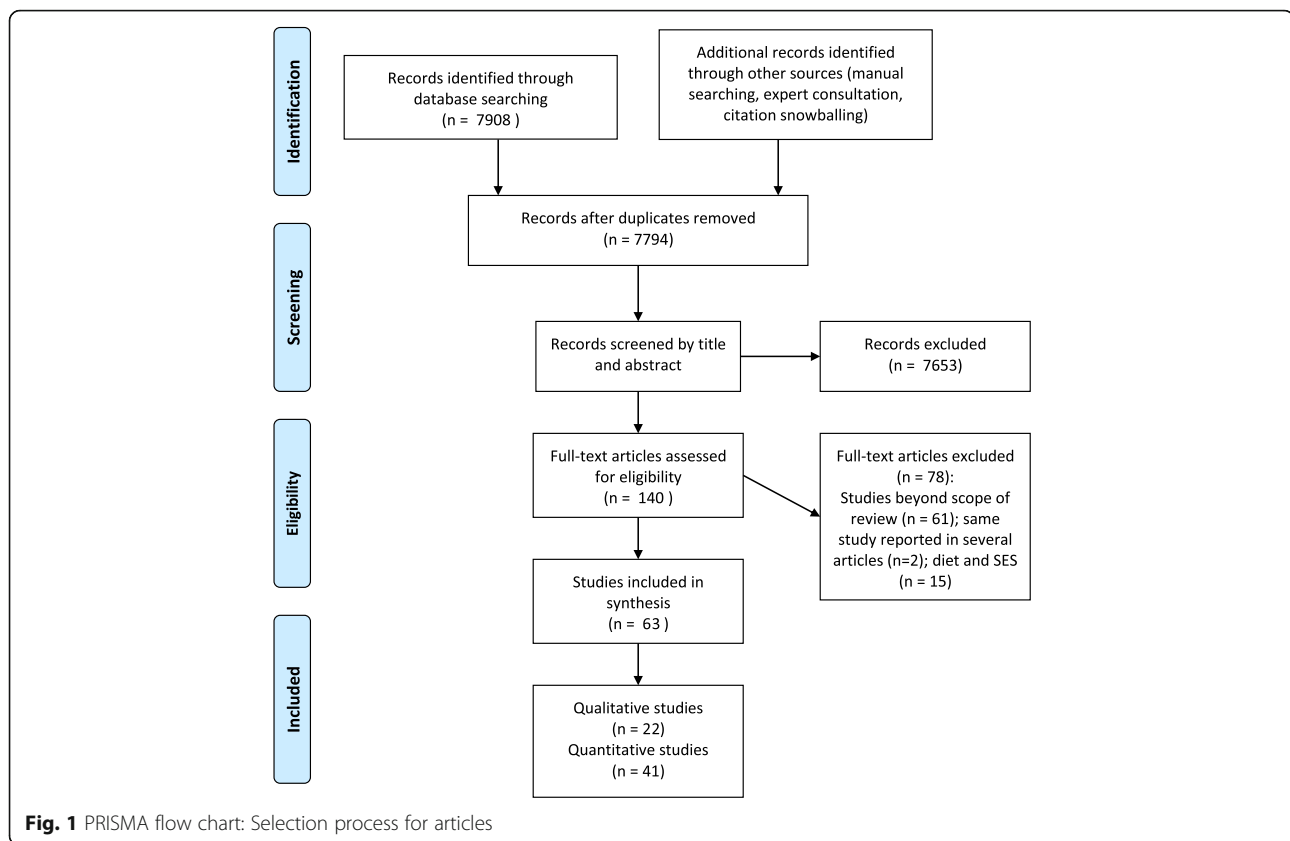 Identification
Records identified through
database searching
(n = 7908 )
Additional records identified
through other sources (manual
searching, expert consultation,
citation snowballing)
Records after duplicates removed
(n = 7794)
Screening
Records screened by title
and abstract
Records excluded
(n = 7653)
Eligibility
Full-text articles assessed
for eligibility
(n = 140 )
Full-text articles excluded
(n = 78):
Studies beyond scope of
review (n = 61); same
study reported in several
articles (n=2); diet and SES
(n = 15)
Studies included in
synthesis
(n = 63 )
Included
Qualitative studies
(n = 22)
Quantitative studies
(n = 41)
Fig. 1 PRISMA flow chart: Selection process for articles